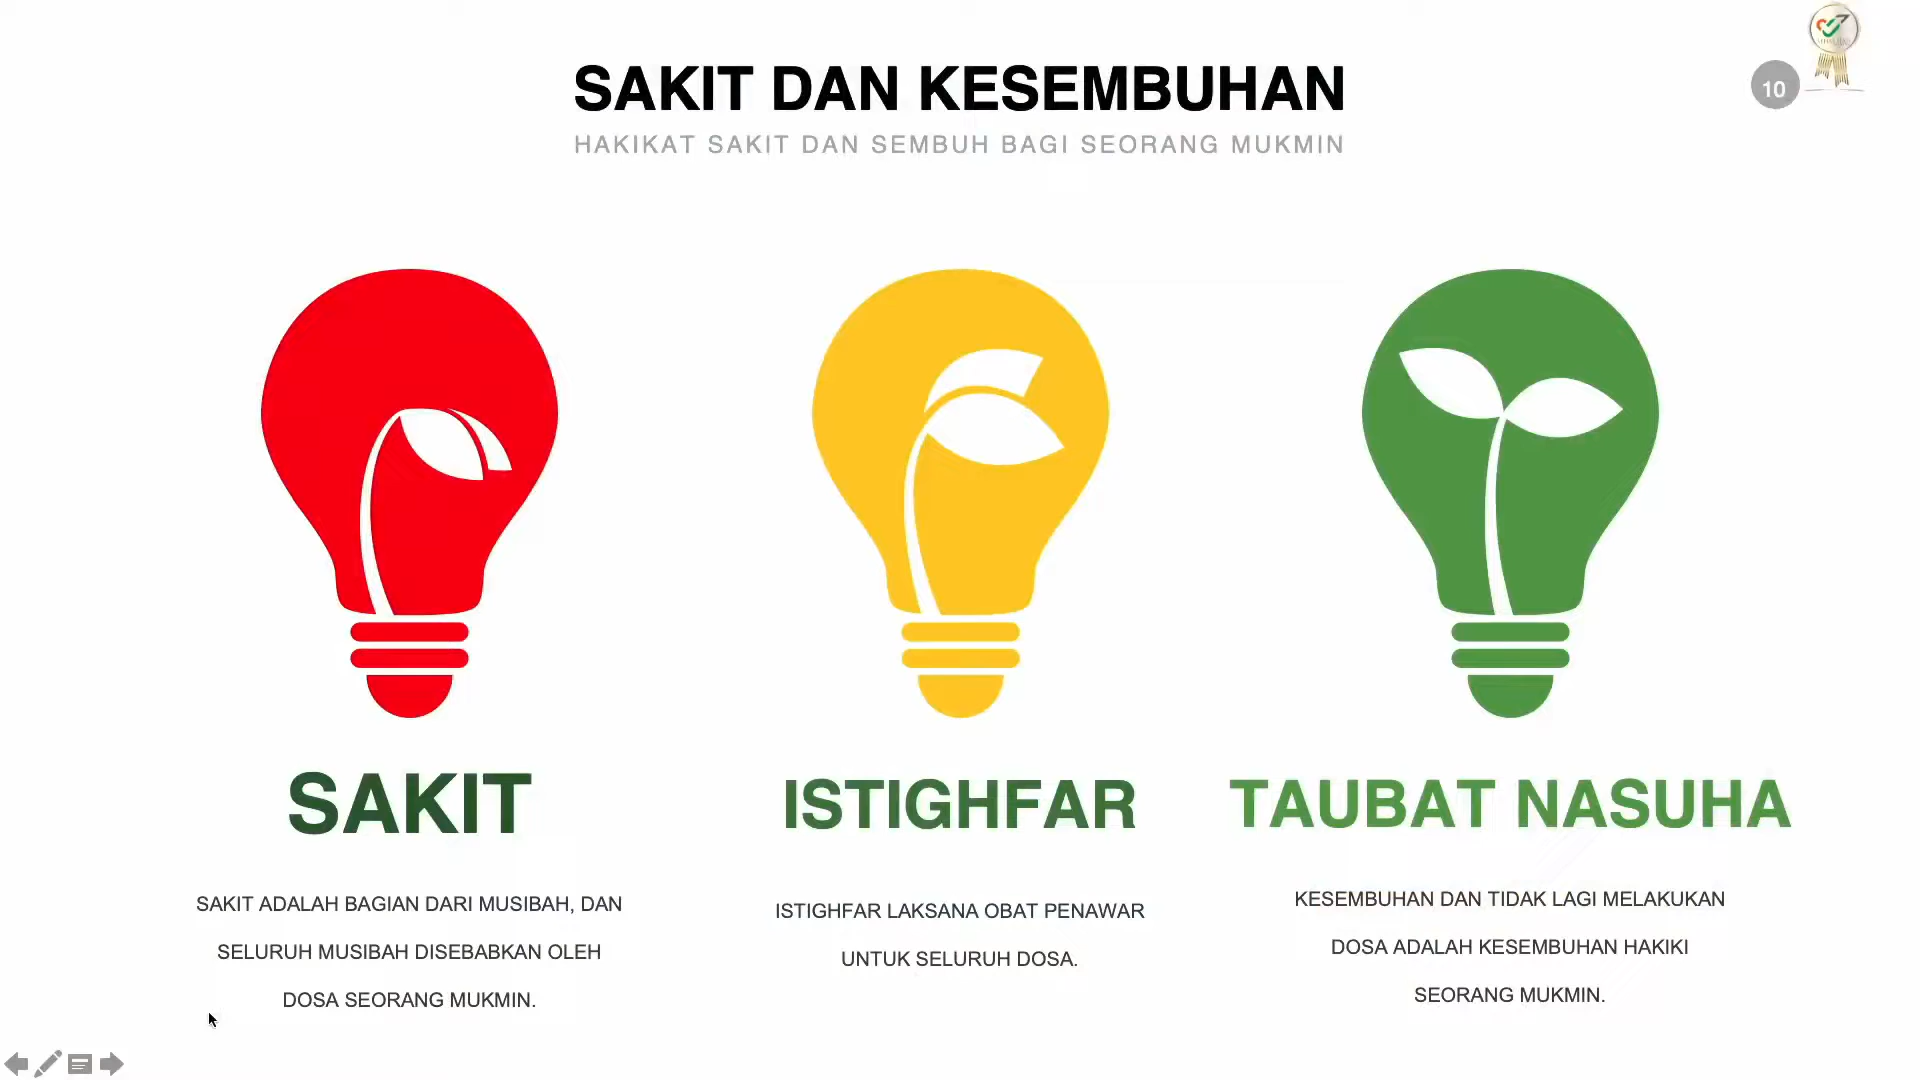 SAKIT DAN KESEMBUHAN
HAKIKAT SAKIT DAN SEMBUH BAGI SEORANG MUKMIN
10
SAKIT
SAKIT ADALAH BAGIAN DARI MUSIBAH, DAN
SELURUH MUSIBAH DISEBABKAN OLEH
DOSA SEORANG MUKMIN.
ISTIGHFAR
ISTIGHFAR LAKSANA OBAT PENAWAR
UNTUK SELURUH DOSA.
TAUBAT NASUHA
KESEMBUHAN DAN TIDAK LAGI MELAKUKAN
DOSA ADALAH KESEMBUHAN HAKIKI
SEORANG MUKMIN.